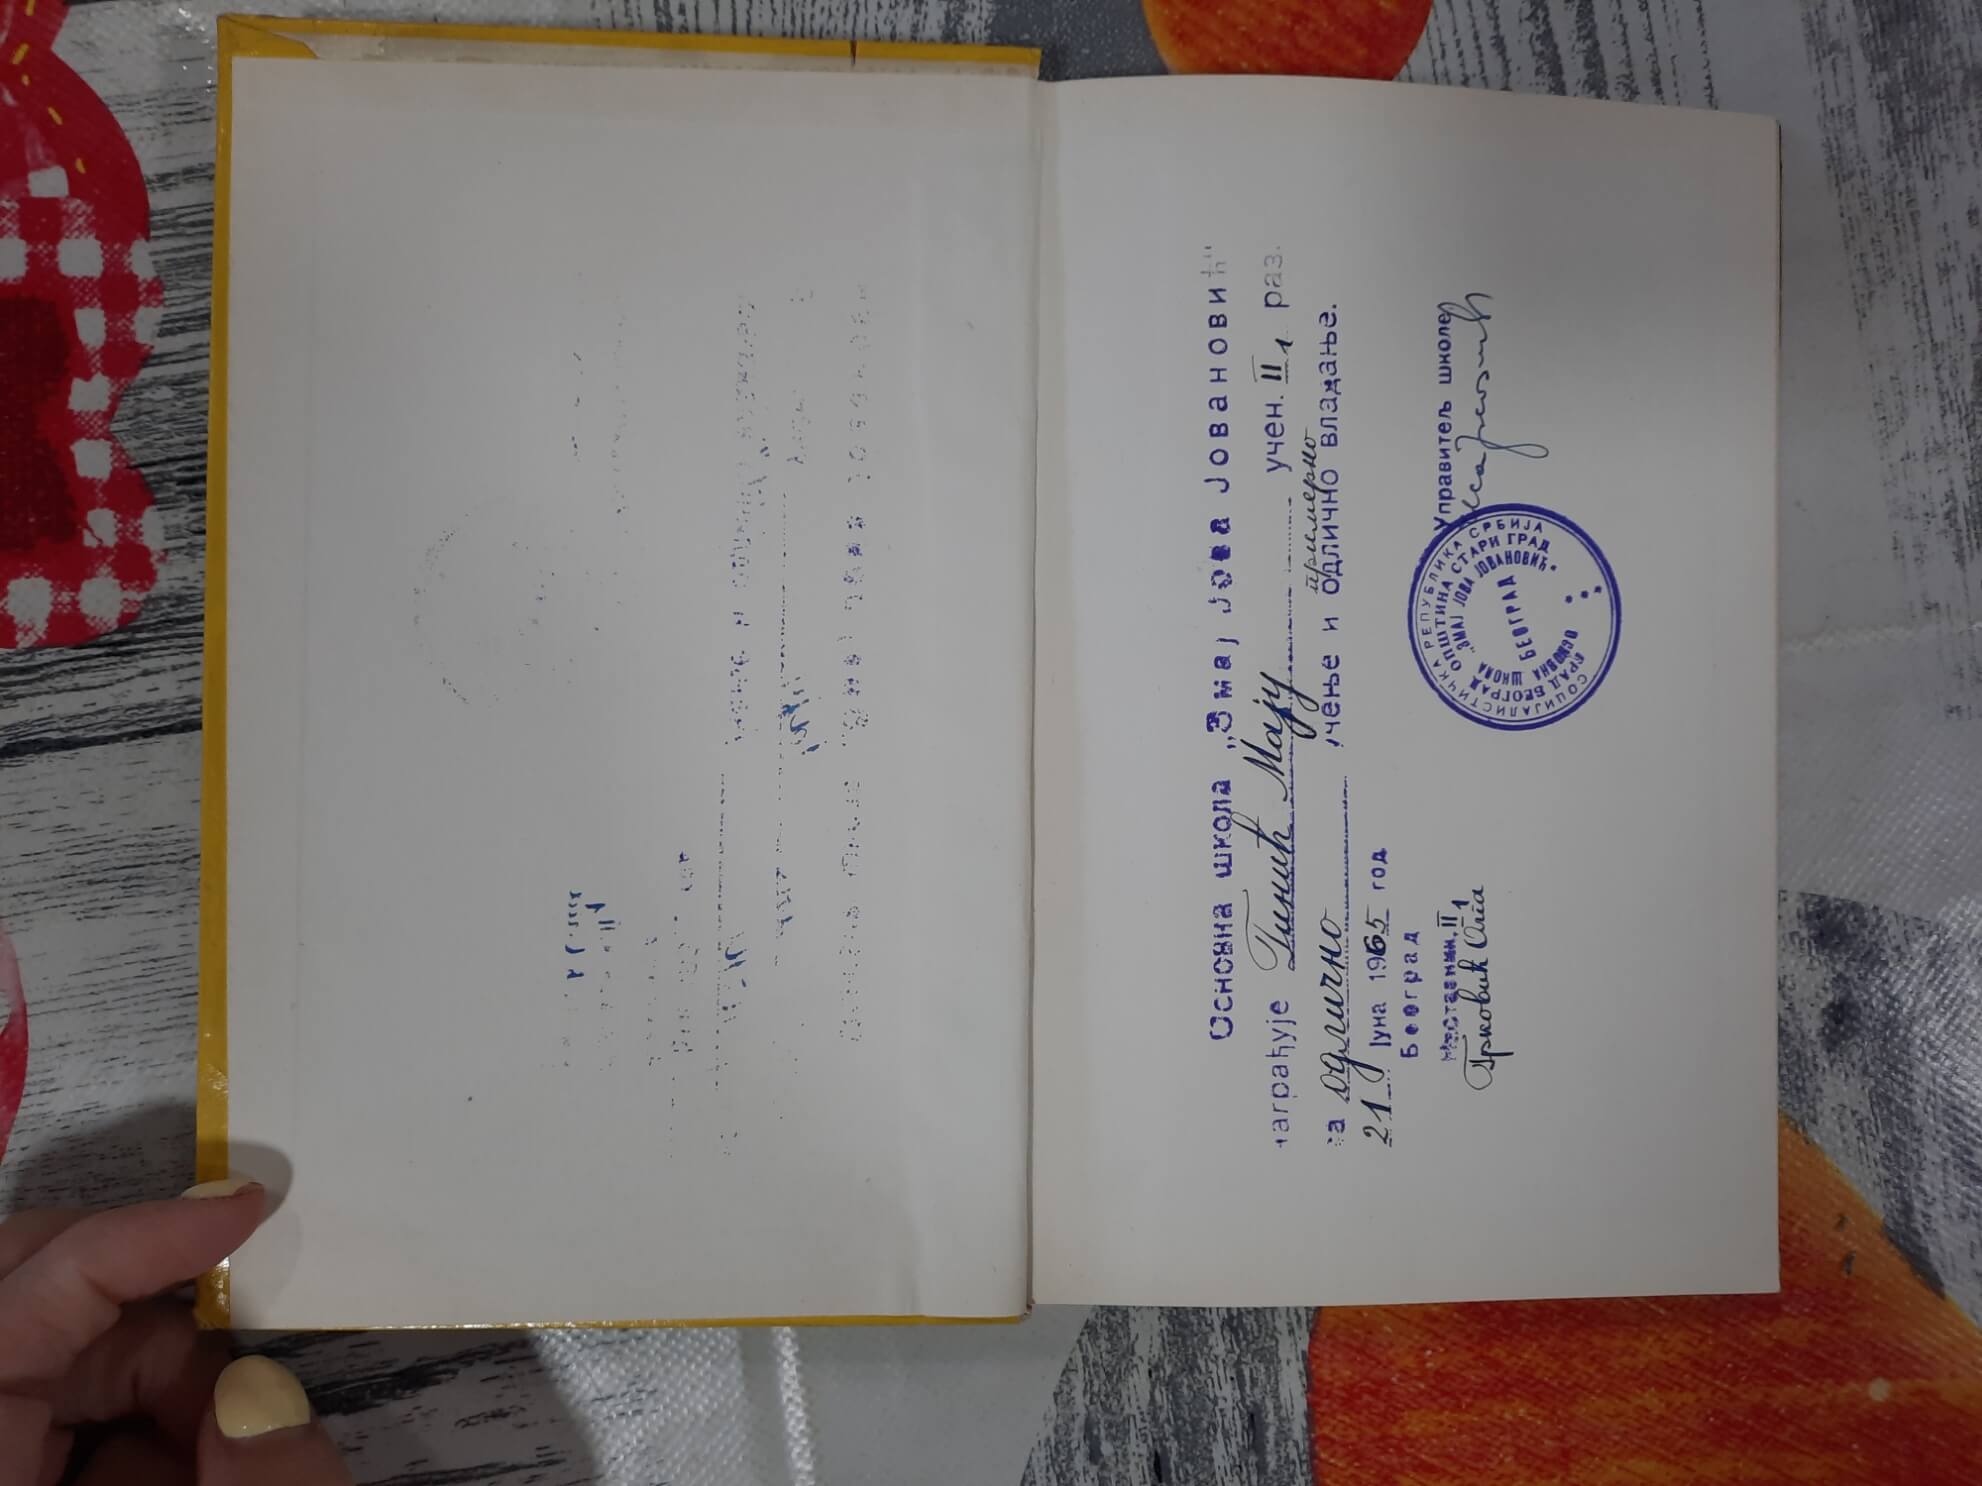 Основна школа „Змај Јова Јовановић"
награђује Гинић Мају учен. II1 раз.
за одлично учење и примерно одлично владање.
21 Јуна 1965 год
Београд
Наставник II1
Грковић Ола
Управитељ школе
СОЦИЈАЛИСТИЧКА РЕПУБЛИКА СРБИЈА
ГРАД БЕОГРАД ОПШТИНА СТАРИ ГРАД
ОСНОВНА ШКОЛА „ЗМАЈ ЈОВА ЈОВАНОВИЋ"
БЕОГРАД